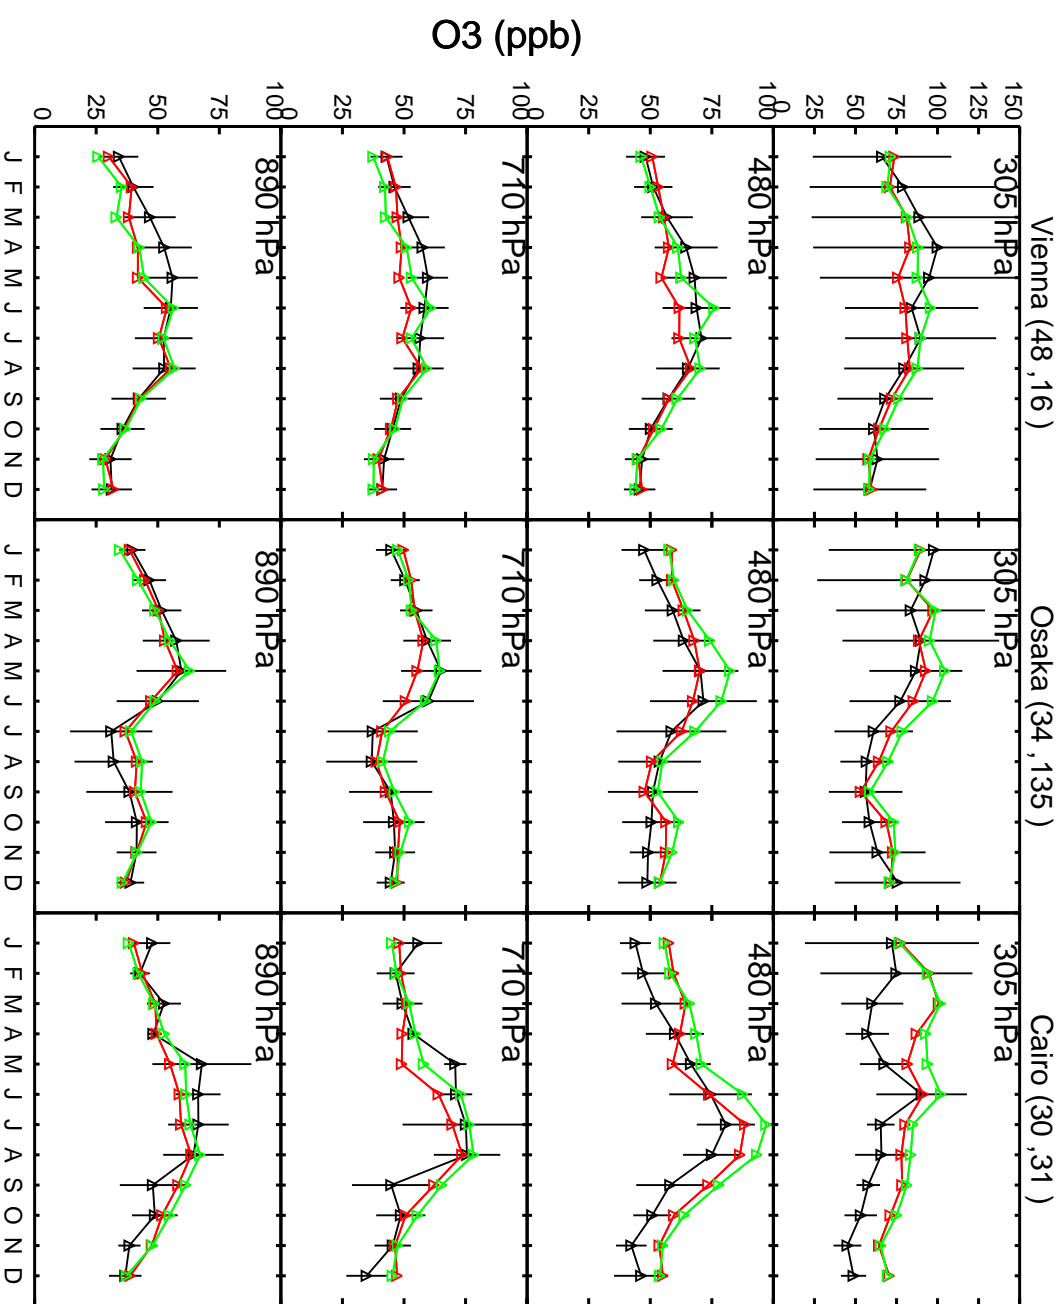 O3 (ppb)
Vienna (48 ,16 )
Osaka (34 ,135 )
Cairo (30 ,31 )
150
125
100
75
50
25
0
305 hPa
305 hPa
305 hPa
100
75
50
25
0
480 hPa
480 hPa
480 hPa
100
75
50
25
0
710 hPa
710 hPa
710 hPa
100
75
50
25
0
890 hPa
890 hPa
890 hPa
J F M A M J J A S O N D
J F M A M J J A S O N D
J F M A M J J A S O N D